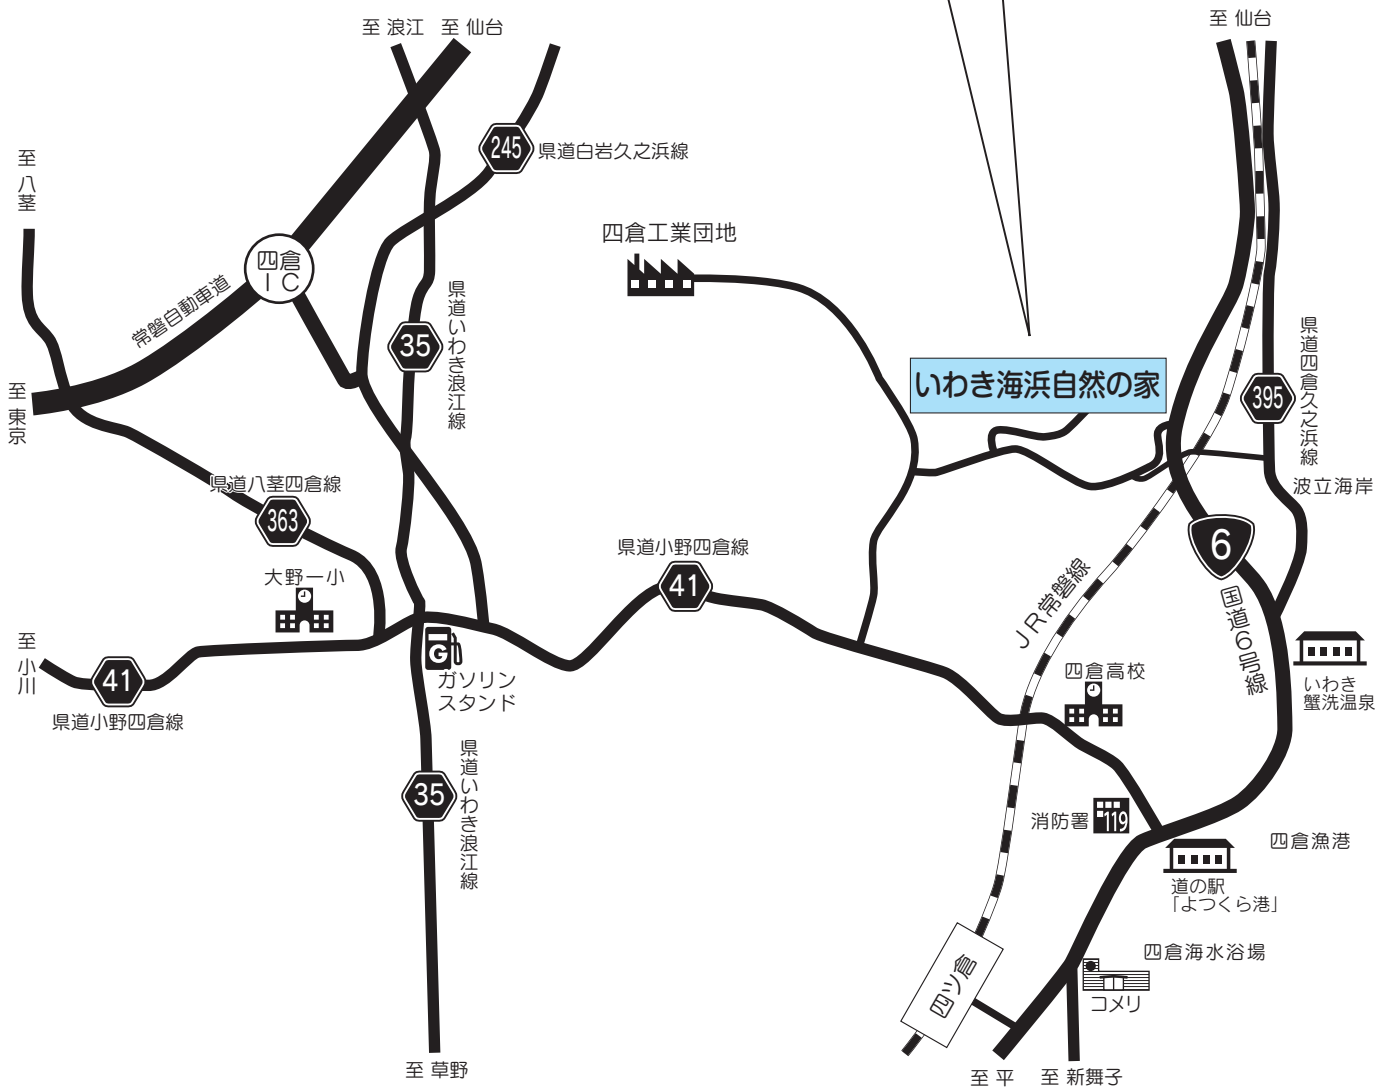 至 浪江
至 仙台
至 仙台
245
県道白岩久之浜線
至 八茎
四倉工業団地
四倉
IC
常磐自動車道
県道いわき浪江線
35
県道四倉久之浜線
いわき海浜自然の家
395
至 東京
県道八茎四倉線
波立海岸
363
6
県道小野四倉線
大野一小
41
JR常磐線
国道6号線
至 小川
G
41
ガソリン
スタンド
四倉高校
いわき
蟹洗温泉
県道小野四倉線
県道いわき浪江線
35
消防署
119
四倉漁港
道の駅
「よつくら港」
四倉海水浴場
四ツ倉
コメリ
至 草野
至 平
至 新舞子